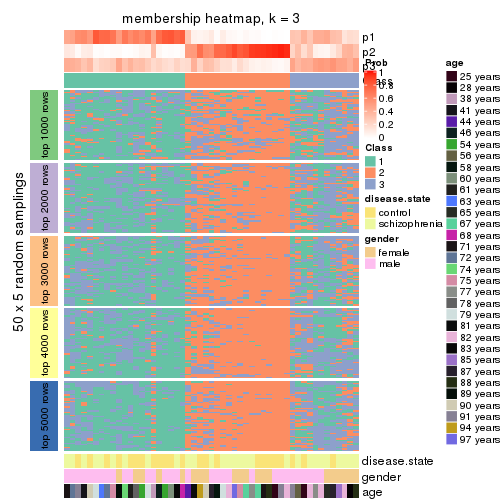 membership heatmap, k = 3
p1
p2
p3
Class
50 x 5 random samplings
top 1000 rows
top 2000 rows
top 3000 rows
top 4000 rows
top 5000 rows
disease.state
gender
age
Prob
1
0.8
0.6
0.4
0.2
0
Class
1
2
3
disease.state
control
schizophrenia
gender
female
male
age
25 years
28 years
38 years
41 years
44 years
46 years
54 years
56 years
58 years
60 years
61 years
63 years
65 years
67 years
68 years
71 years
72 years
74 years
75 years
77 years
78 years
79 years
81 years
82 years
83 years
85 years
87 years
88 years
89 years
90 years
91 years
94 years
97 years